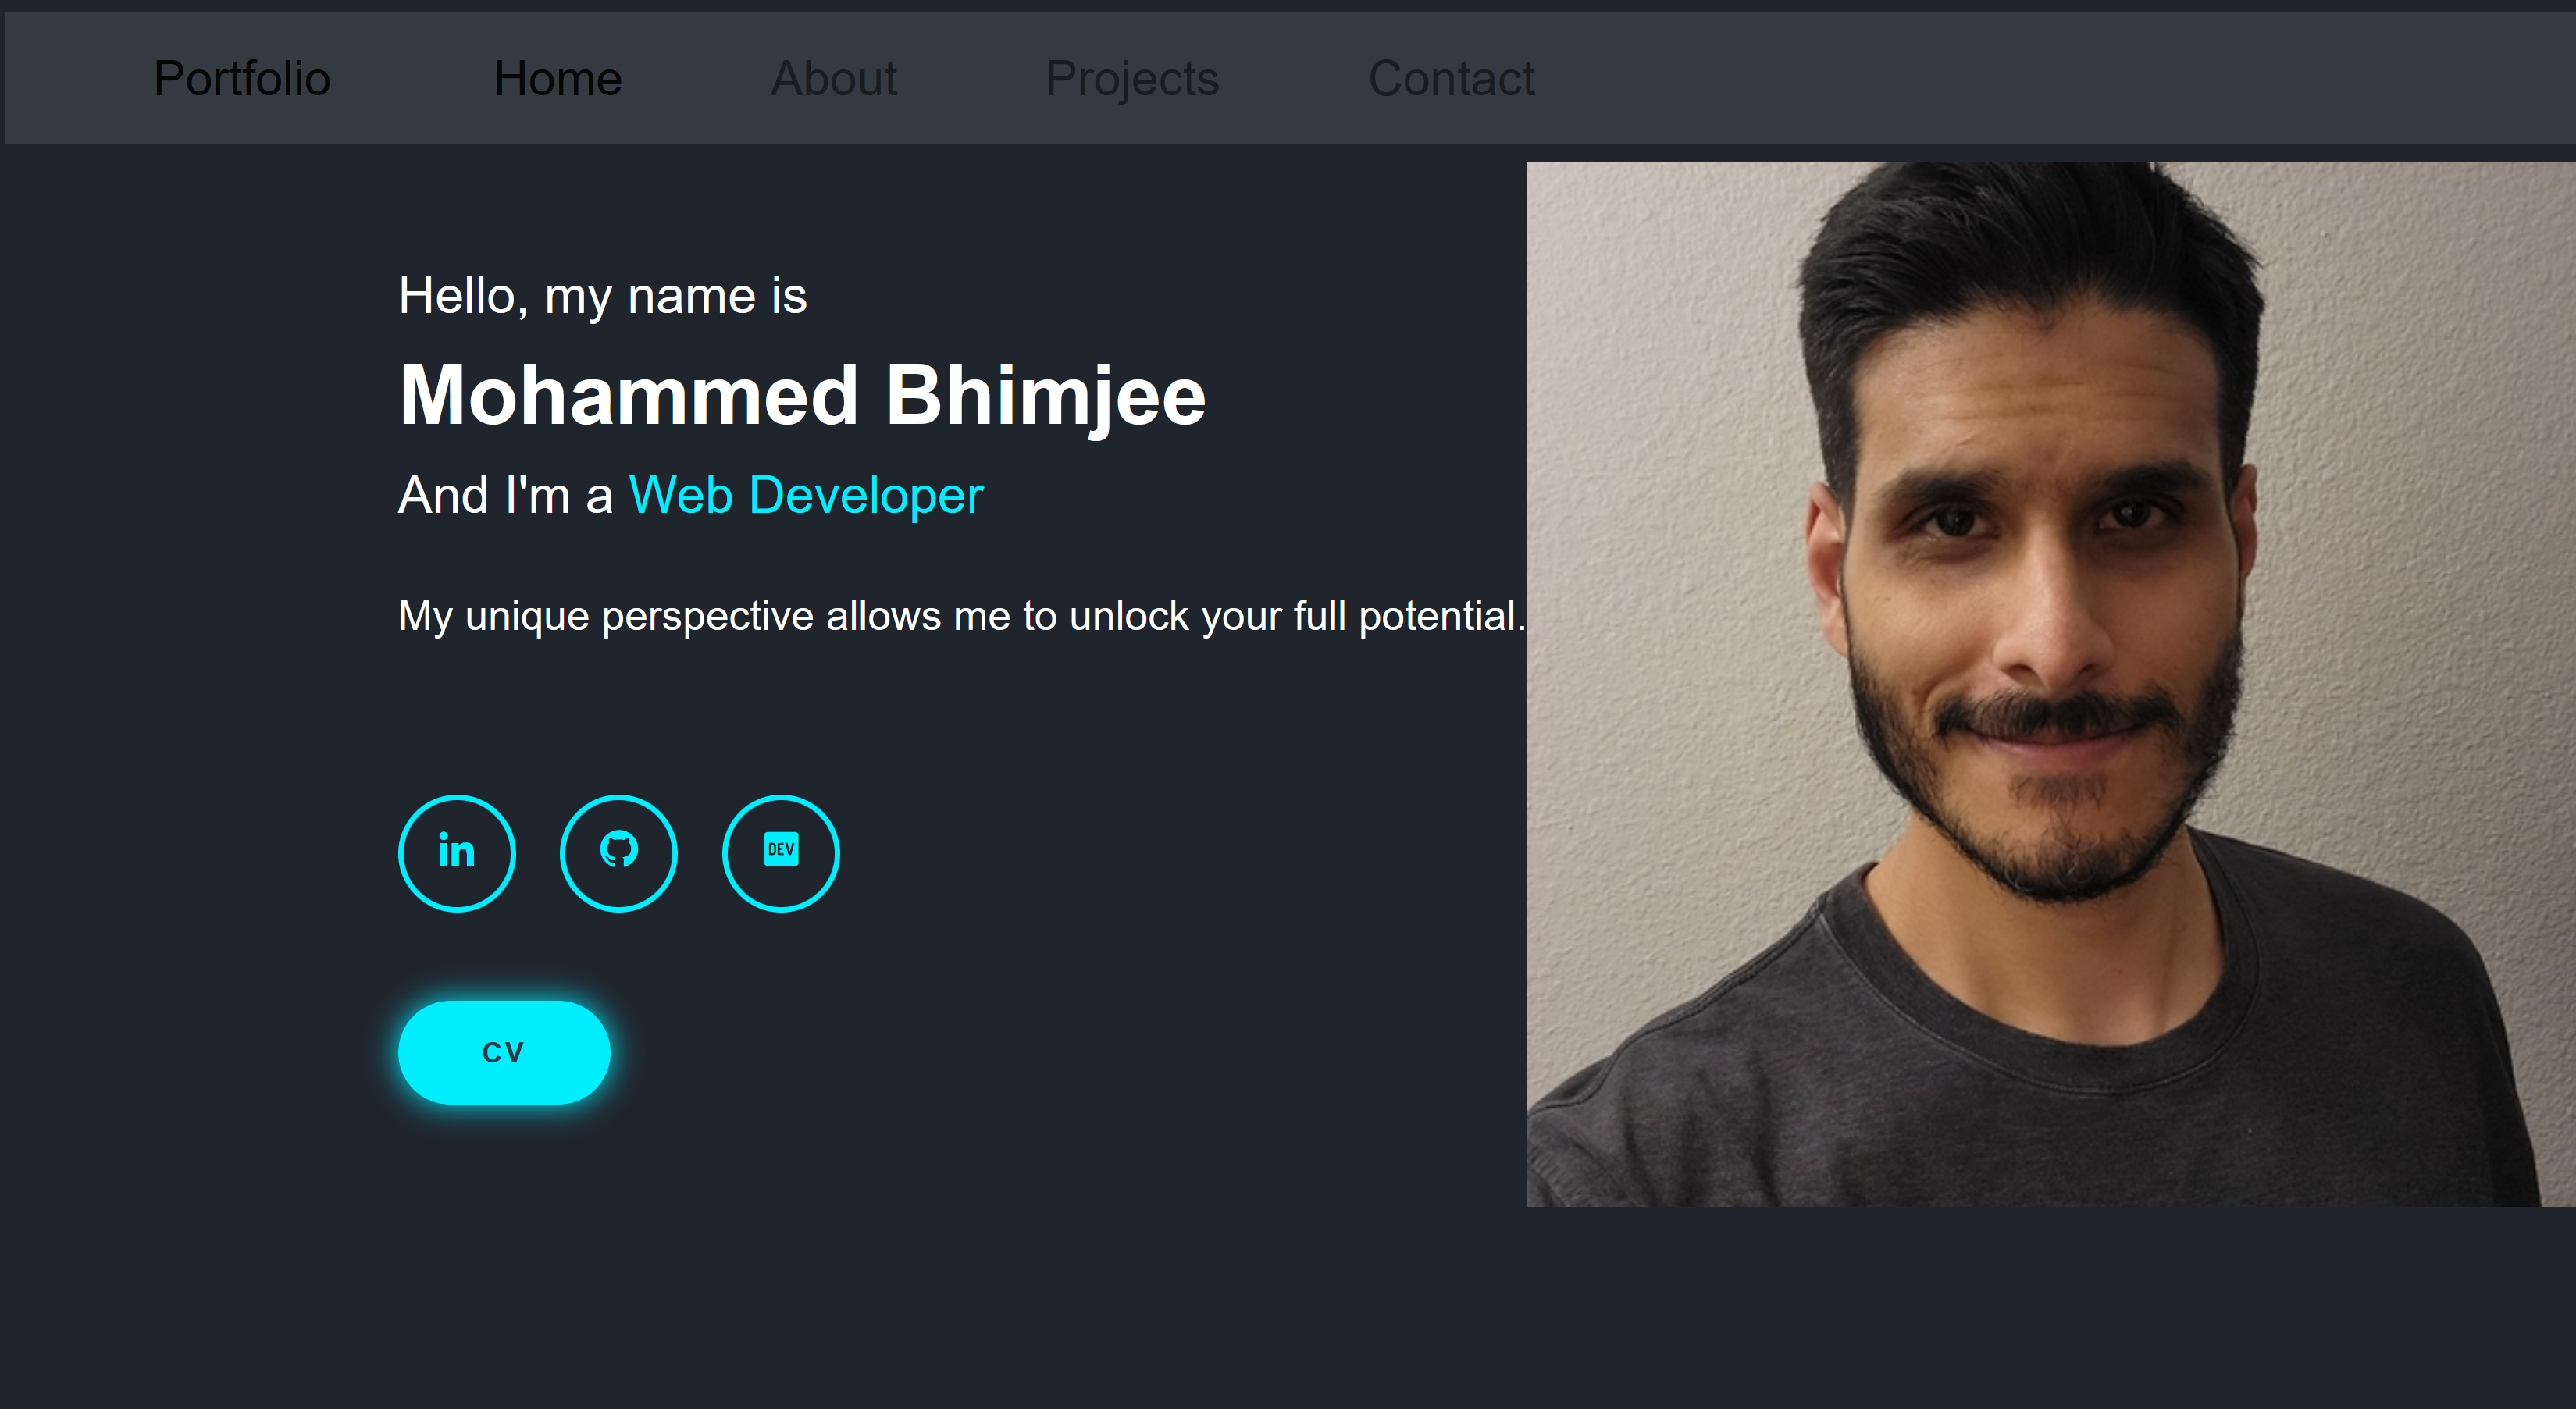 Portfolio Home About Projects Contact
Hello, my name is
Mohammed Bhimjee
And I'm a Web Developer
My unique perspective allows me to unlock your full potential.
in DEV
CV